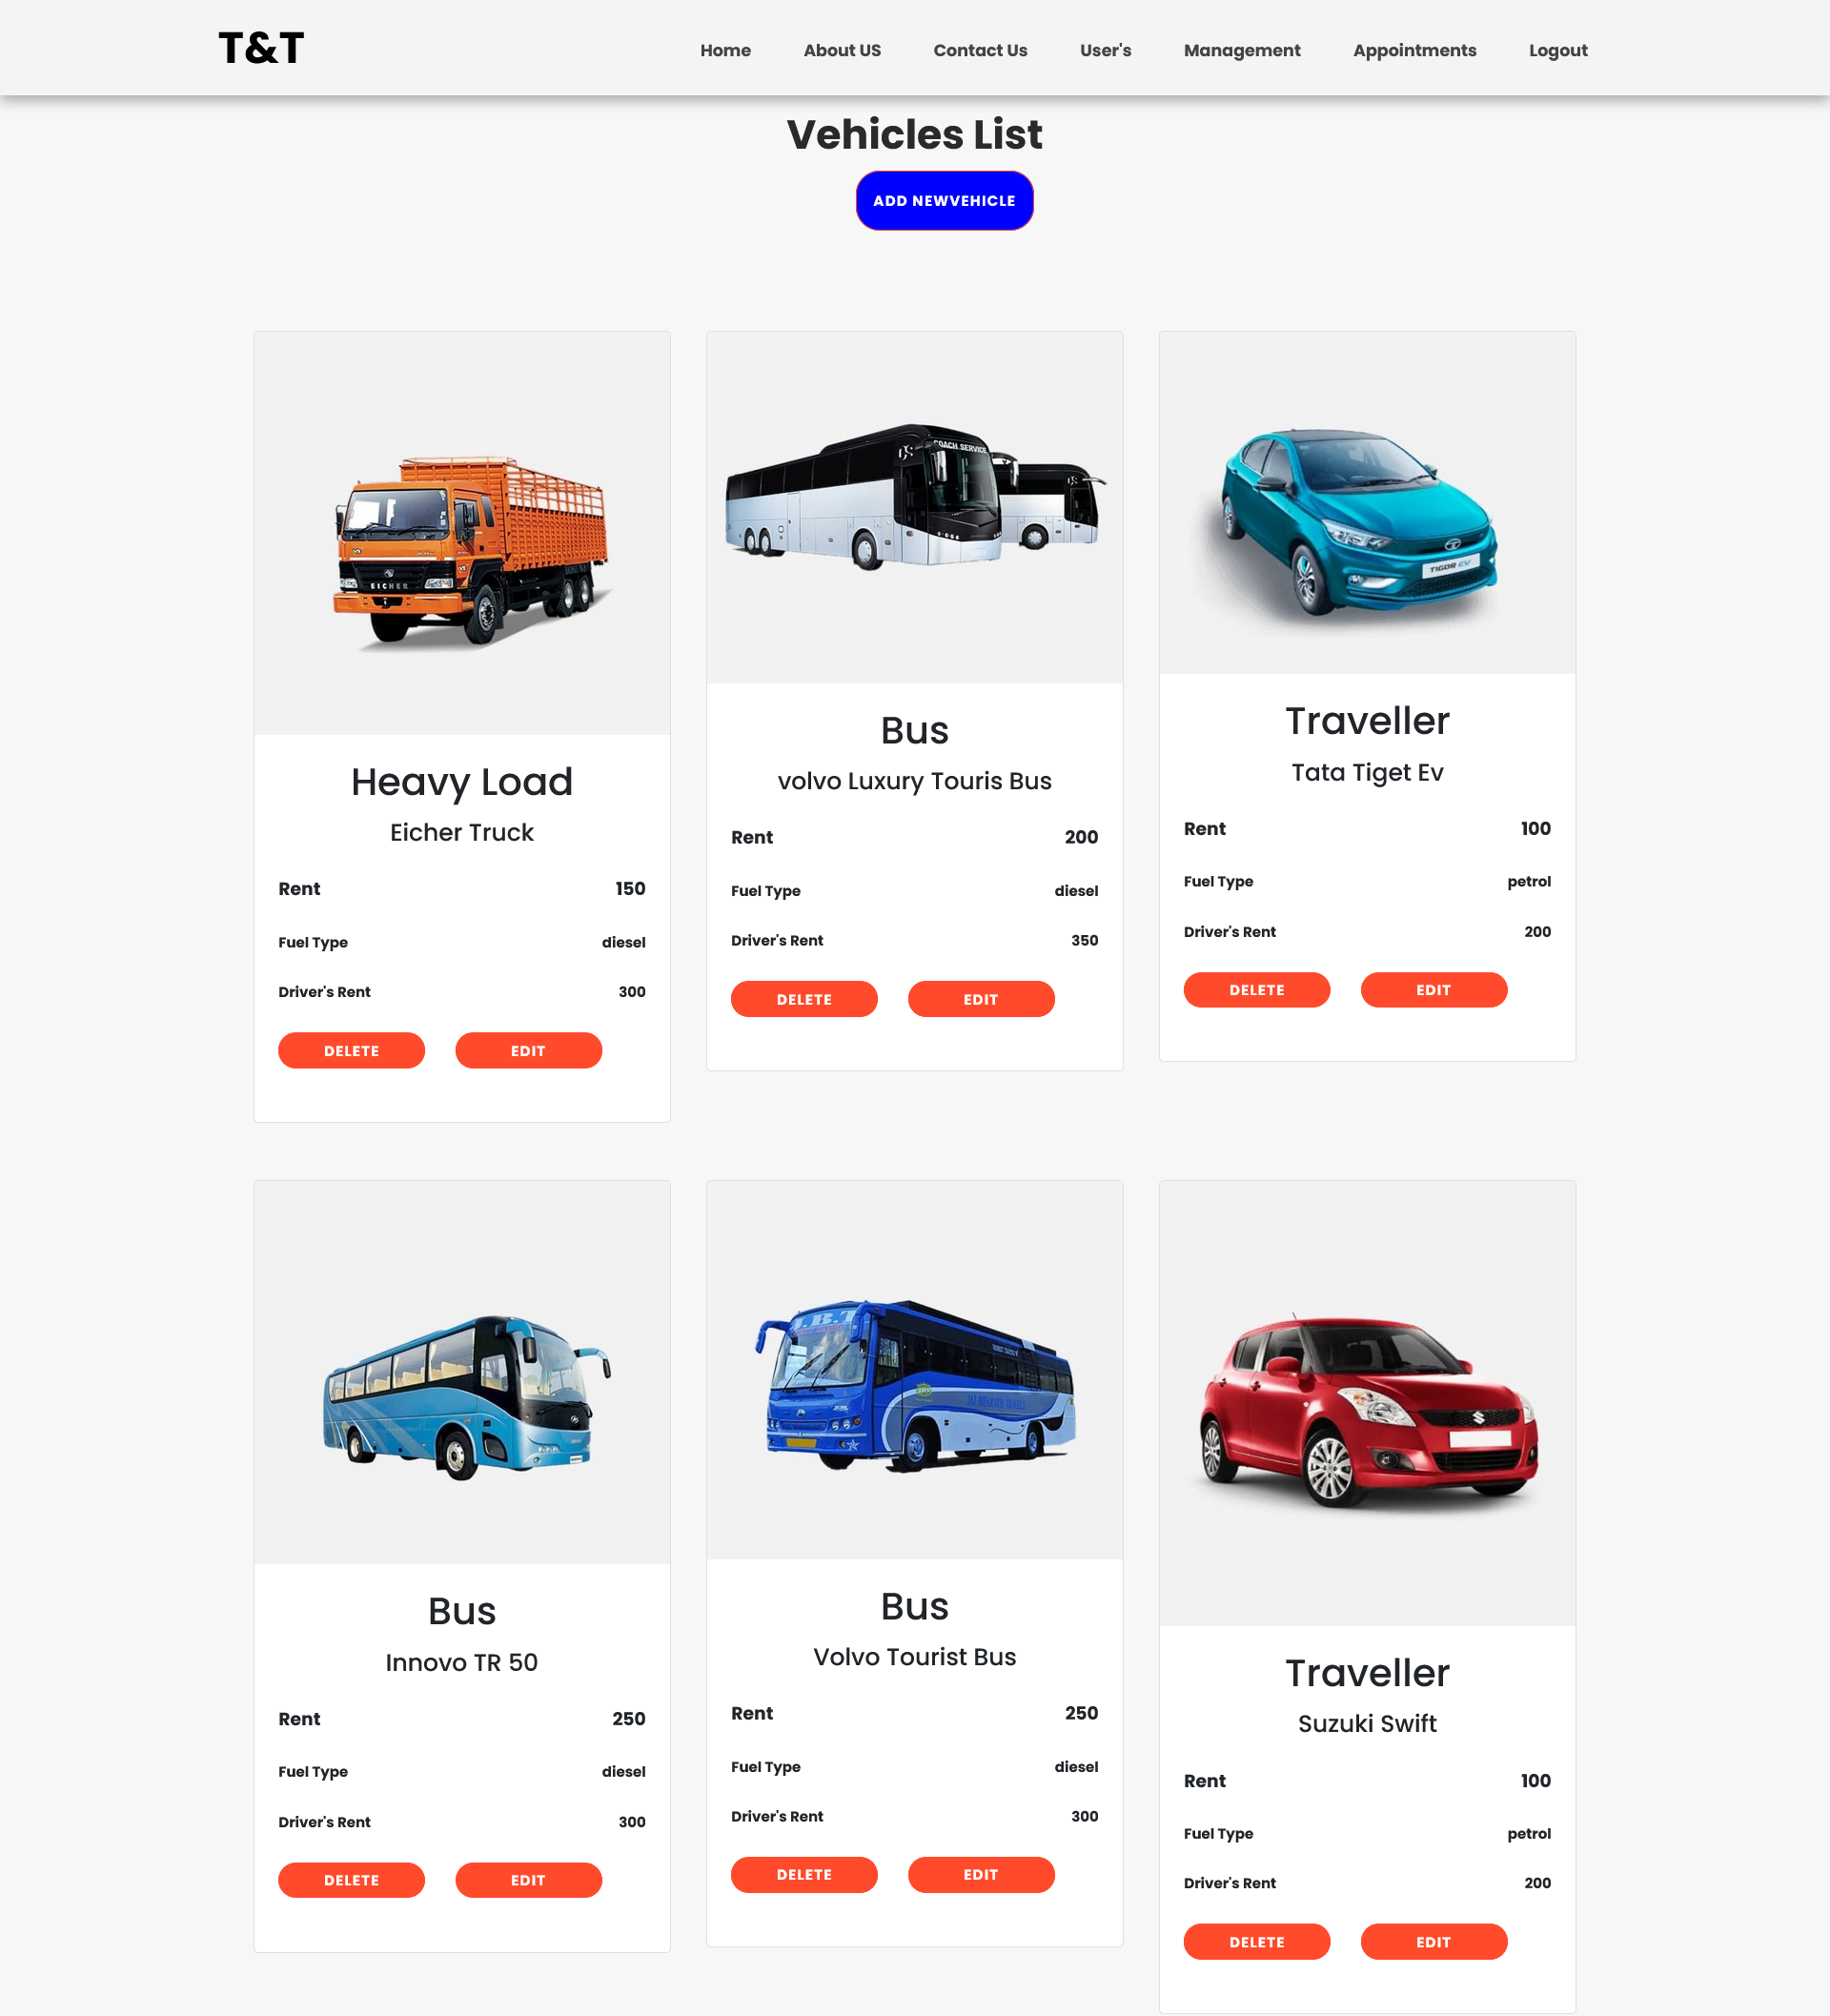 T&T
Home About US Contact Us User's Management Appointments Logout
Vehicles List
ADD NEWVEHICLE
EICHER
Heavy Load
Eicher Truck
Rent 150
Fuel Type diesel
Driver's Rent 300
DELETE EDIT
COACH SERVICE
Bus
volvo Luxury Touris Bus
Rent 200
Fuel Type diesel
Driver's Rent 350
DELETE EDIT
TIGOR EV
Traveller
Tata Tiget Ev
Rent 100
Fuel Type petrol
Driver's Rent 200
DELETE EDIT
Bus
Innovo TR 50
Rent 250
Fuel Type diesel
Driver's Rent 300
DELETE EDIT
Bus
Volvo Tourist Bus
Rent 250
Fuel Type diesel
Driver's Rent 300
DELETE EDIT
Traveller
Suzuki Swift
Rent 100
Fuel Type petrol
Driver's Rent 200
DELETE EDIT